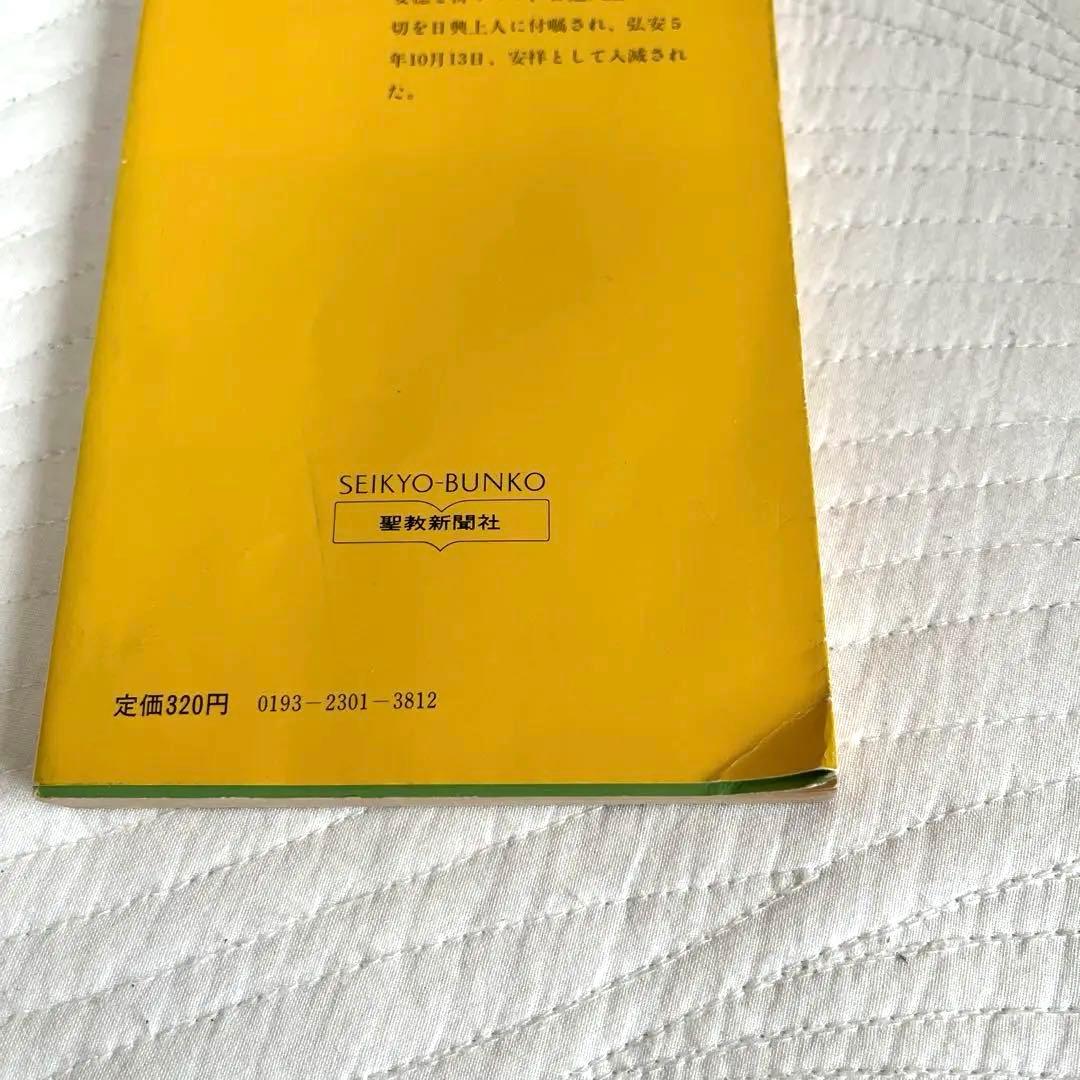 切を日興上人に付嘱され、弘安5
年10月13日、安祥として入滅され
た。
SEIKYO-BUNKO
聖教新聞社
定価320円 0193-2301-3812